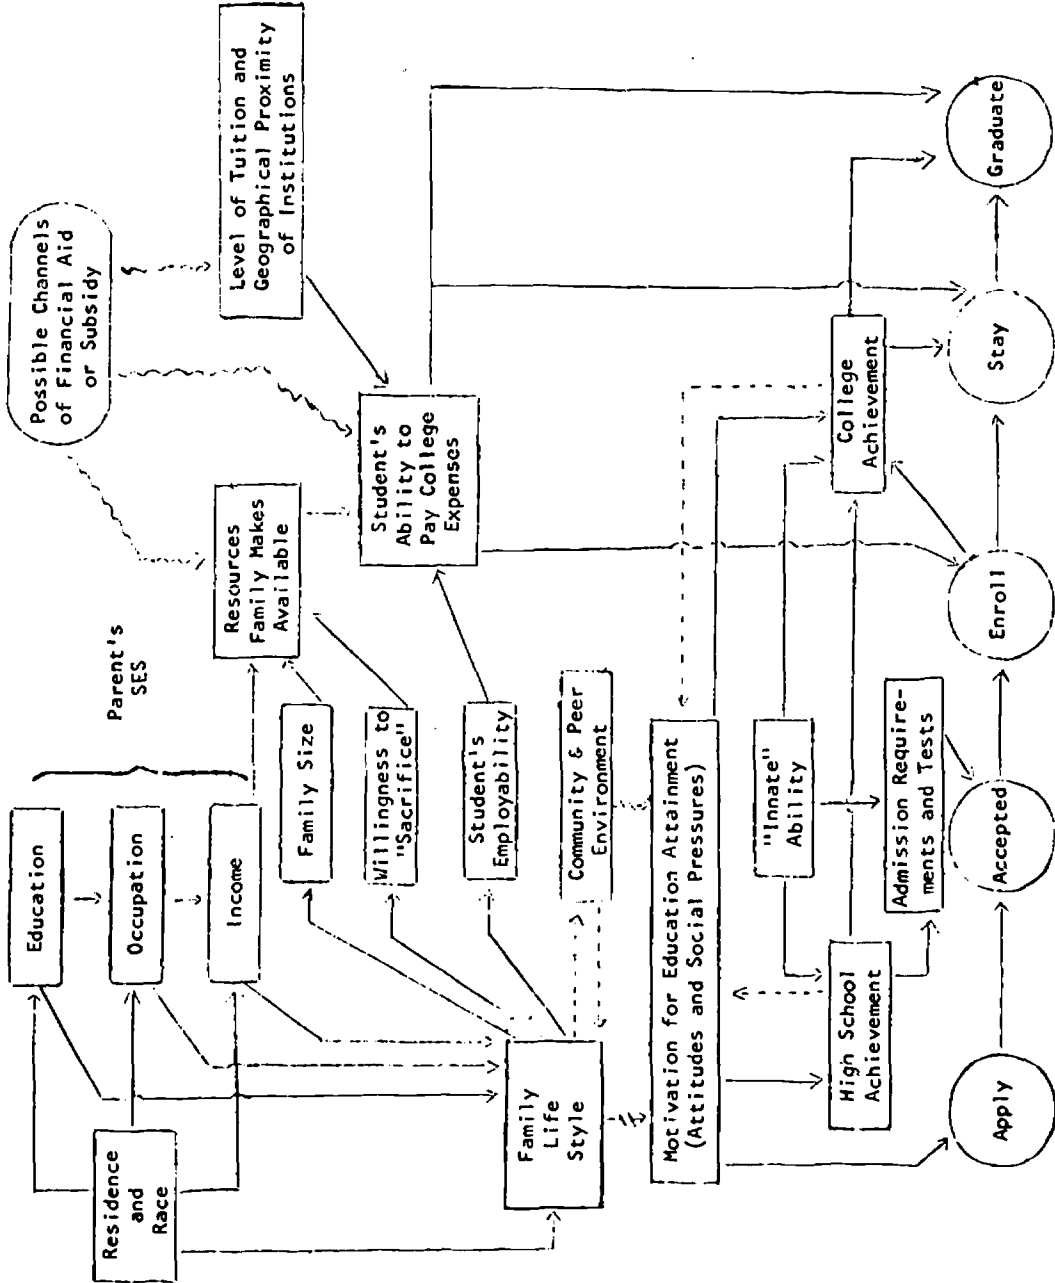 Possible Channels
of Financial Aid
or Subsidy
Parent's
SES
Education
Occupation
Income
Residence
and
Race
Resources
Family Makes
Available
Level of Tuition and
Geographical Proximity
of Institutions
Family Size
Willingness to
"Sacrifice"
Student's
Employability
Student's
Ability to
Pay College
Expenses
Family
Life
Style
Community & Peer
Environment
Motivation for Education Attainment
(Attitudes and Social Pressures)
"Innate"
Ability
High School
Achievement
Admission Require-
ments and Tests
College
Achievement
Apply
Accepted
Enroll
Stay
Graduate